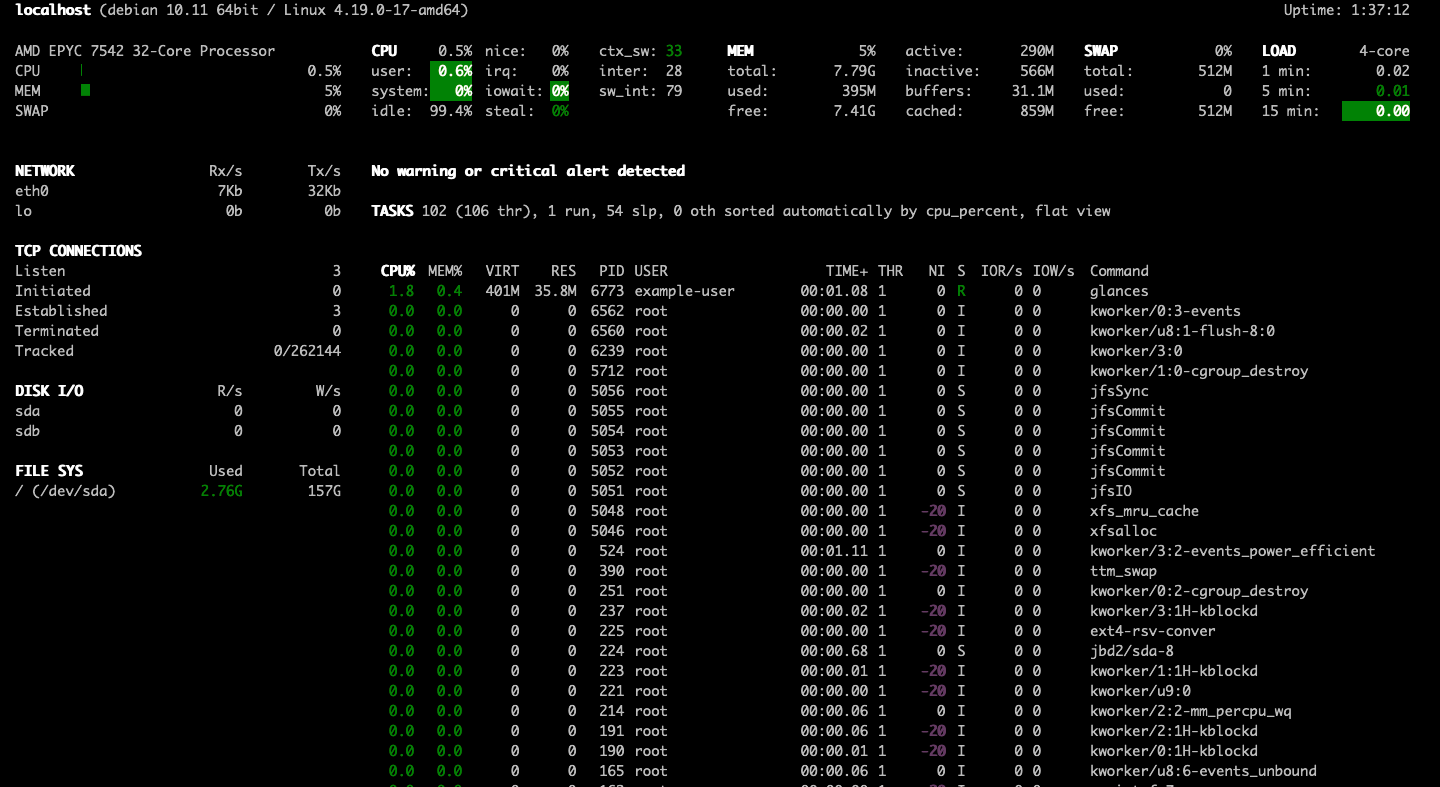 localhost (debian 10.11 64bit / Linux 4.19.0-17-amd64) Uptime: 1:37:12
AMD EPYC 7542 32-Core Processor CPU 0.5% nice: 0% ctx_sw: 33 MEM 5% active: 290M SWAP 0% LOAD 4-core
CPU 0.5% user: 0.6% irq: 0% inter: 28 total: 7.79G inactive: 566M total: 512M 1 min: 0.02
MEM 5% system: 0% iowait: 0% sw_int: 79 used: 395M buffers: 31.1M used: 0 5 min: 0.01
SWAP 0% idle: 99.4% steal: 0% free: 7.41G cached: 859M free: 512M 15 min: 0.00
NETWORK Rx/s Tx/s No warning or critical alert detected
eth0 7Kb 32Kb
lo 0b 0b TASKS 102 (106 thr), 1 run, 54 slp, 0 oth sorted automatically by cpu_percent, flat view
TCP CONNECTIONS
Listen 3 CPU% MEM% VIRT RES PID USER TIME+ THR NI S IOR/s IOW/s Command
Initiated 0 1.8 0.4 401M 35.8M 6773 example-user 00:01.08 1 0 R 0 0 glances
Established 3 0.0 0.0 0 0 6562 root 00:00.00 1 0 I 0 0 kworker/0:3-events
Terminated 0 0.0 0.0 0 0 6560 root 00:00.02 1 0 I 0 0 kworker/u8:1-flush-8:0
Tracked 0/262144 0.0 0.0 0 0 6239 root 00:00.00 1 0 I 0 0 kworker/3:0
0.0 0.0 0 0 5712 root 00:00.00 1 0 I 0 0 kworker/1:0-cgroup_destroy
DISK I/O R/s W/s 0.0 0.0 0 0 5056 root 00:00.00 1 0 S 0 0 jfsSync
sda 0 0 0.0 0.0 0 0 5055 root 00:00.00 1 0 S 0 0 jfsCommit
sdb 0 0 0.0 0.0 0 0 5054 root 00:00.00 1 0 S 0 0 jfsCommit
0.0 0.0 0 0 5053 root 00:00.00 1 0 S 0 0 jfsCommit
FILE SYS Used Total 0.0 0.0 0 0 5052 root 00:00.00 1 0 S 0 0 jfsCommit
/ (/dev/sda) 2.76G 157G 0.0 0.0 0 0 5051 root 00:00.00 1 0 S 0 0 jfsIO
0.0 0.0 0 0 5048 root 00:00.00 1 -20 I 0 0 xfs_mru_cache
0.0 0.0 0 0 5046 root 00:00.00 1 -20 I 0 0 xfsalloc
0.0 0.0 0 0 524 root 00:01.11 1 0 I 0 0 kworker/3:2-events_power_efficient
0.0 0.0 0 0 390 root 00:00.00 1 -20 I 0 0 ttm_swap
0.0 0.0 0 0 251 root 00:00.00 1 0 I 0 0 kworker/0:2-cgroup_destroy
0.0 0.0 0 0 237 root 00:00.02 1 -20 I 0 0 kworker/3:1H-kblockd
0.0 0.0 0 0 225 root 00:00.00 1 -20 I 0 0 ext4-rsv-conver
0.0 0.0 0 0 224 root 00:00.68 1 0 S 0 0 jbd2/sda-8
0.0 0.0 0 0 223 root 00:00.01 1 -20 I 0 0 kworker/1:1H-kblockd
0.0 0.0 0 0 221 root 00:00.00 1 -20 I 0 0 kworker/u9:0
0.0 0.0 0 0 214 root 00:00.06 1 0 I 0 0 kworker/2:2-mm_percpu_wq
0.0 0.0 0 0 191 root 00:00.06 1 -20 I 0 0 kworker/2:1H-kblockd
0.0 0.0 0 0 190 root 00:00.01 1 -20 I 0 0 kworker/0:1H-kblockd
0.0 0.0 0 0 165 root 00:00.06 1 0 I 0 0 kworker/u8:6-events_unbound